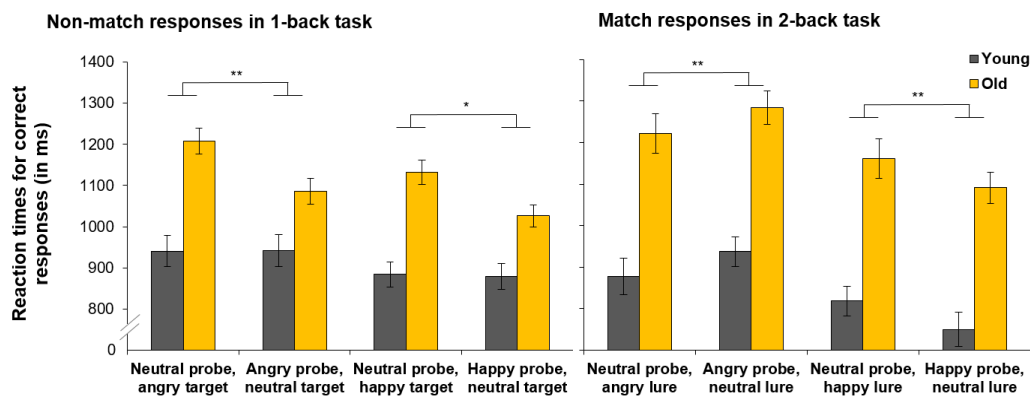 Non-match responses in 1-back task
Match responses in 2-back task
Reaction times for correct
responses (in ms)
1400
1300
1200
1100
1000
900
800
0
**
*
**
**
Young
Old
Neutral probe,
angry target
Angry probe,
neutral target
Neutral probe,
happy target
Happy probe,
neutral target
Neutral probe,
angry lure
Angry probe,
neutral lure
Neutral probe,
happy lure
Happy probe,
neutral lure